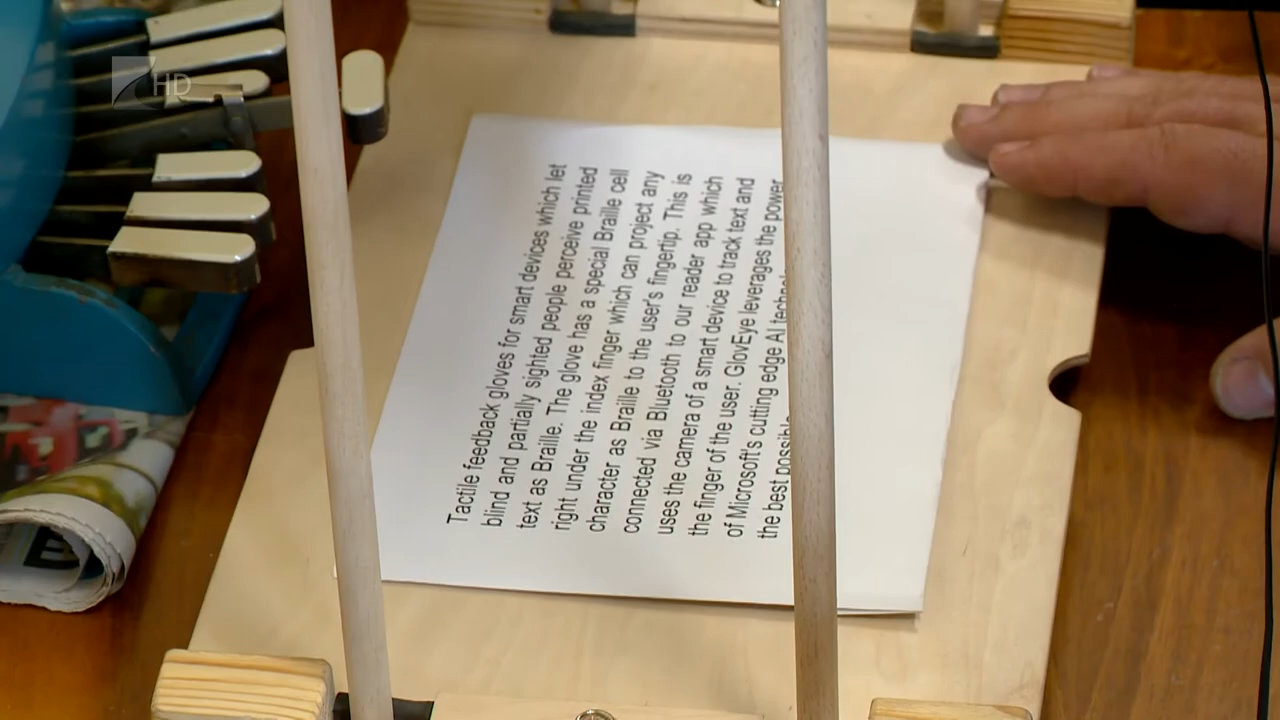 HD
Tactile feedback gloves for smart devices which let
blind and partially sighted people perceive printed
text as Braille. The glove has a special Braille cell
right under the index finger which can project any
character as Braille to the user's fingertip. This is
connected via Bluetooth to our reader app which
uses the camera of a smart device to track text and
the finger of the user. GlovEye leverages the power
of Microsoft's cutting edge AI
the best